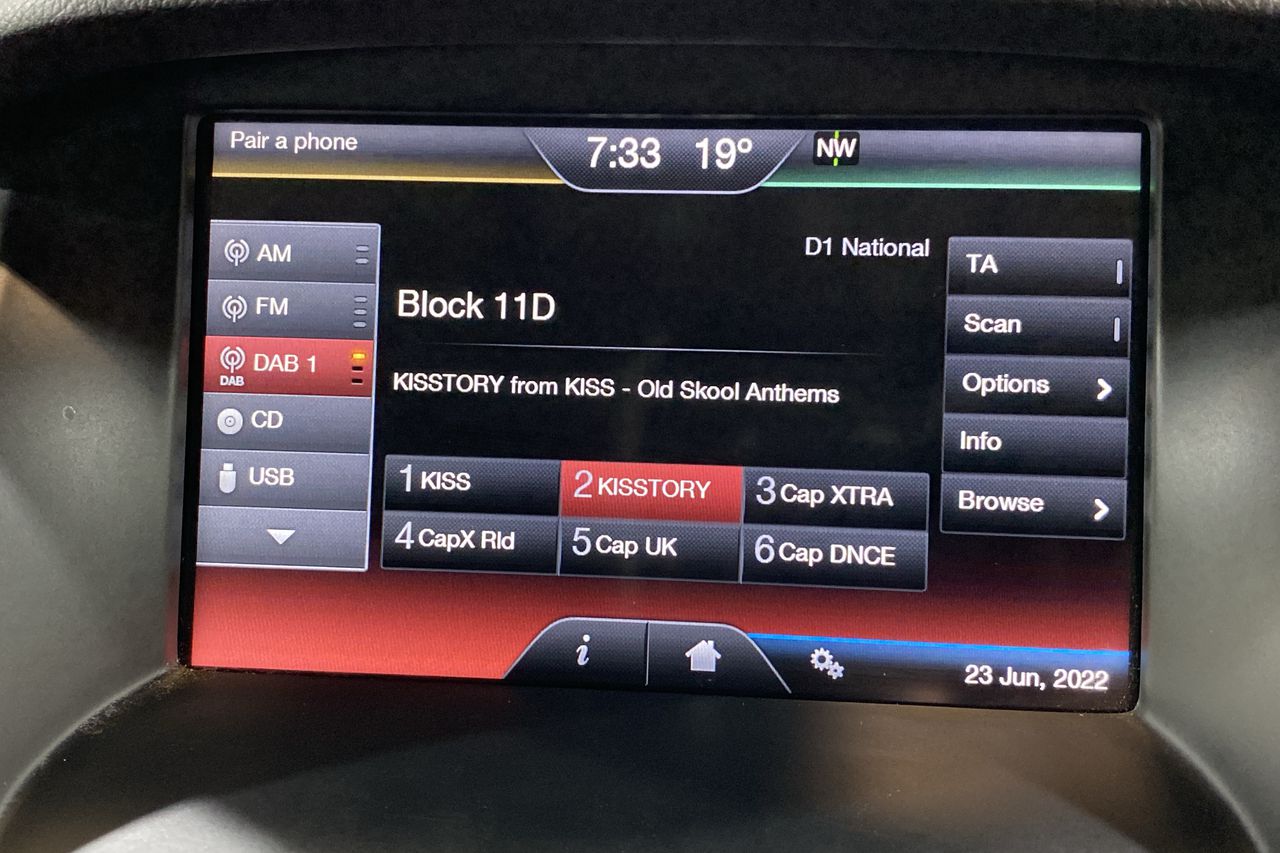 Pair a phone
7:33 19°
NW
AM
FM
DAB 1
DAB
CD
USB
D1 National
Block 11D
KISSTORY from KISS - Old Skool Anthems
1 KISS
2 KISSTORY
3 Cap XTRA
4 CapX Rld
5 Cap UK
6 Cap DNCE
TA
Scan
Options
Info
Browse
i
23 Jun, 2022